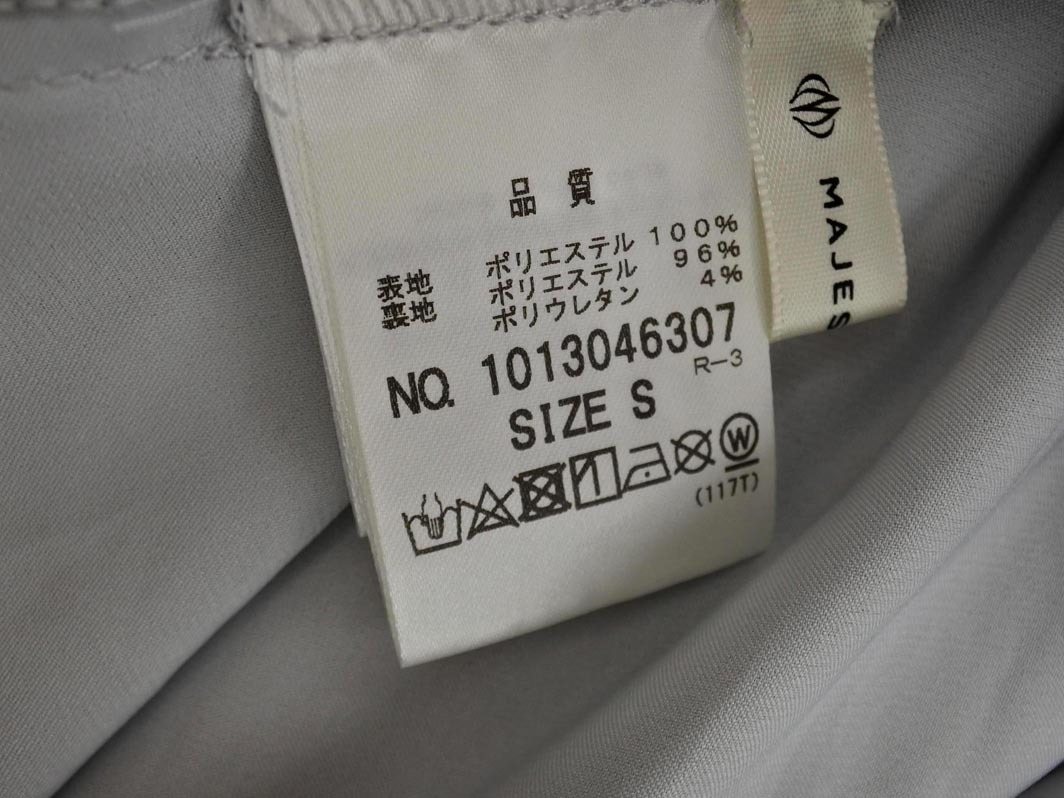 品質
表地 ポリエステル 100%
裏地 ポリエステル 96%
ポリウレタン 4%
NO. 1013046307
R-3
SIZE S
W
(117T)
MAJES